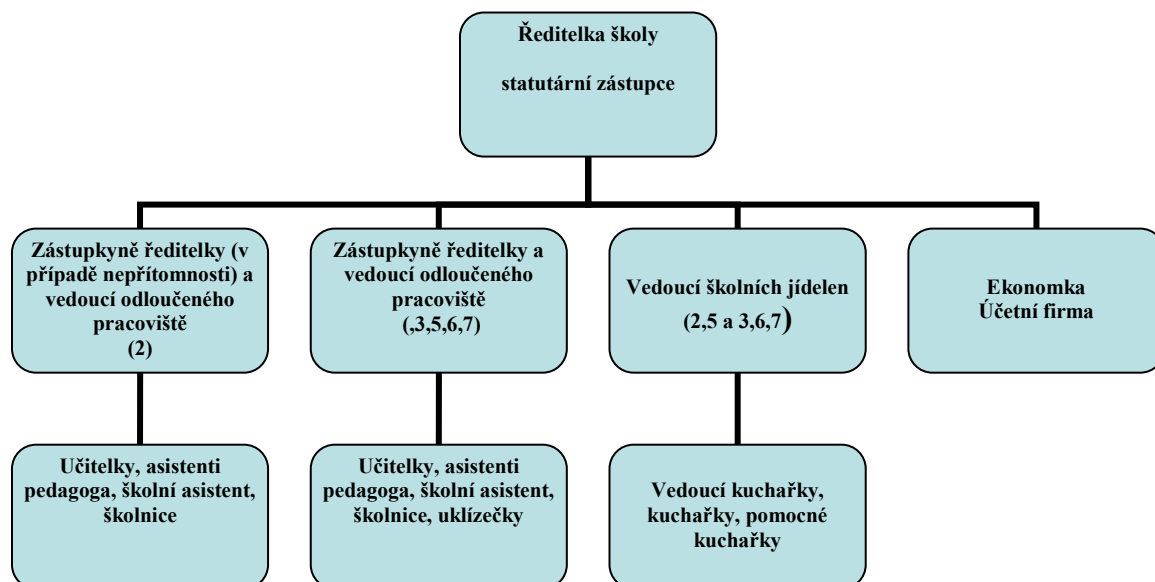 Ředitelka školy
statutární zástupce
Zástupkyně ředitelky (v
případě nepřítomnosti) a
vedoucí odloučeného
pracoviště
(2)
Zástupkyně ředitelky a
vedoucí odloučeného
pracoviště
(,3,5,6,7)
Vedoucí školních jídelen
(2,5 a 3,6,7)
Ekonomka
Účetní firma
Učitelky, asistenti
pedagoga, školní asistent,
školnice
Učitelky, asistenti
pedagoga, školní asistent,
školnice, uklízečky
Vedoucí kuchařky,
kuchařky, pomocné
kuchařky